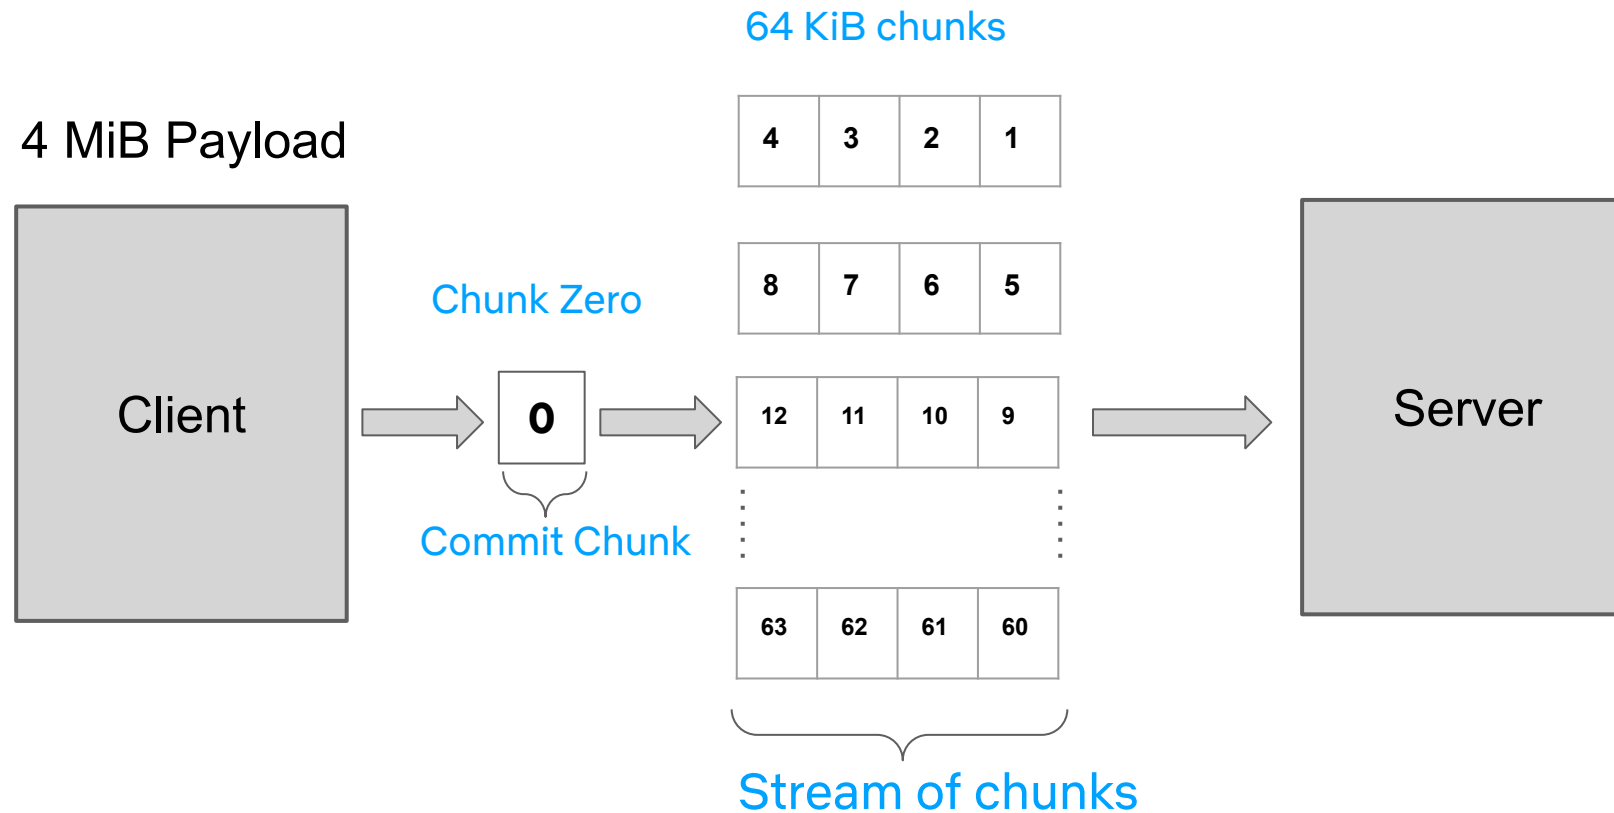 64 KiB chunks
4 MiB Payload
4 3 2 1
8 7 6 5
Chunk Zero
Client
0
12 11 10 9
Server
Commit Chunk
63 62 61 60
Stream of chunks